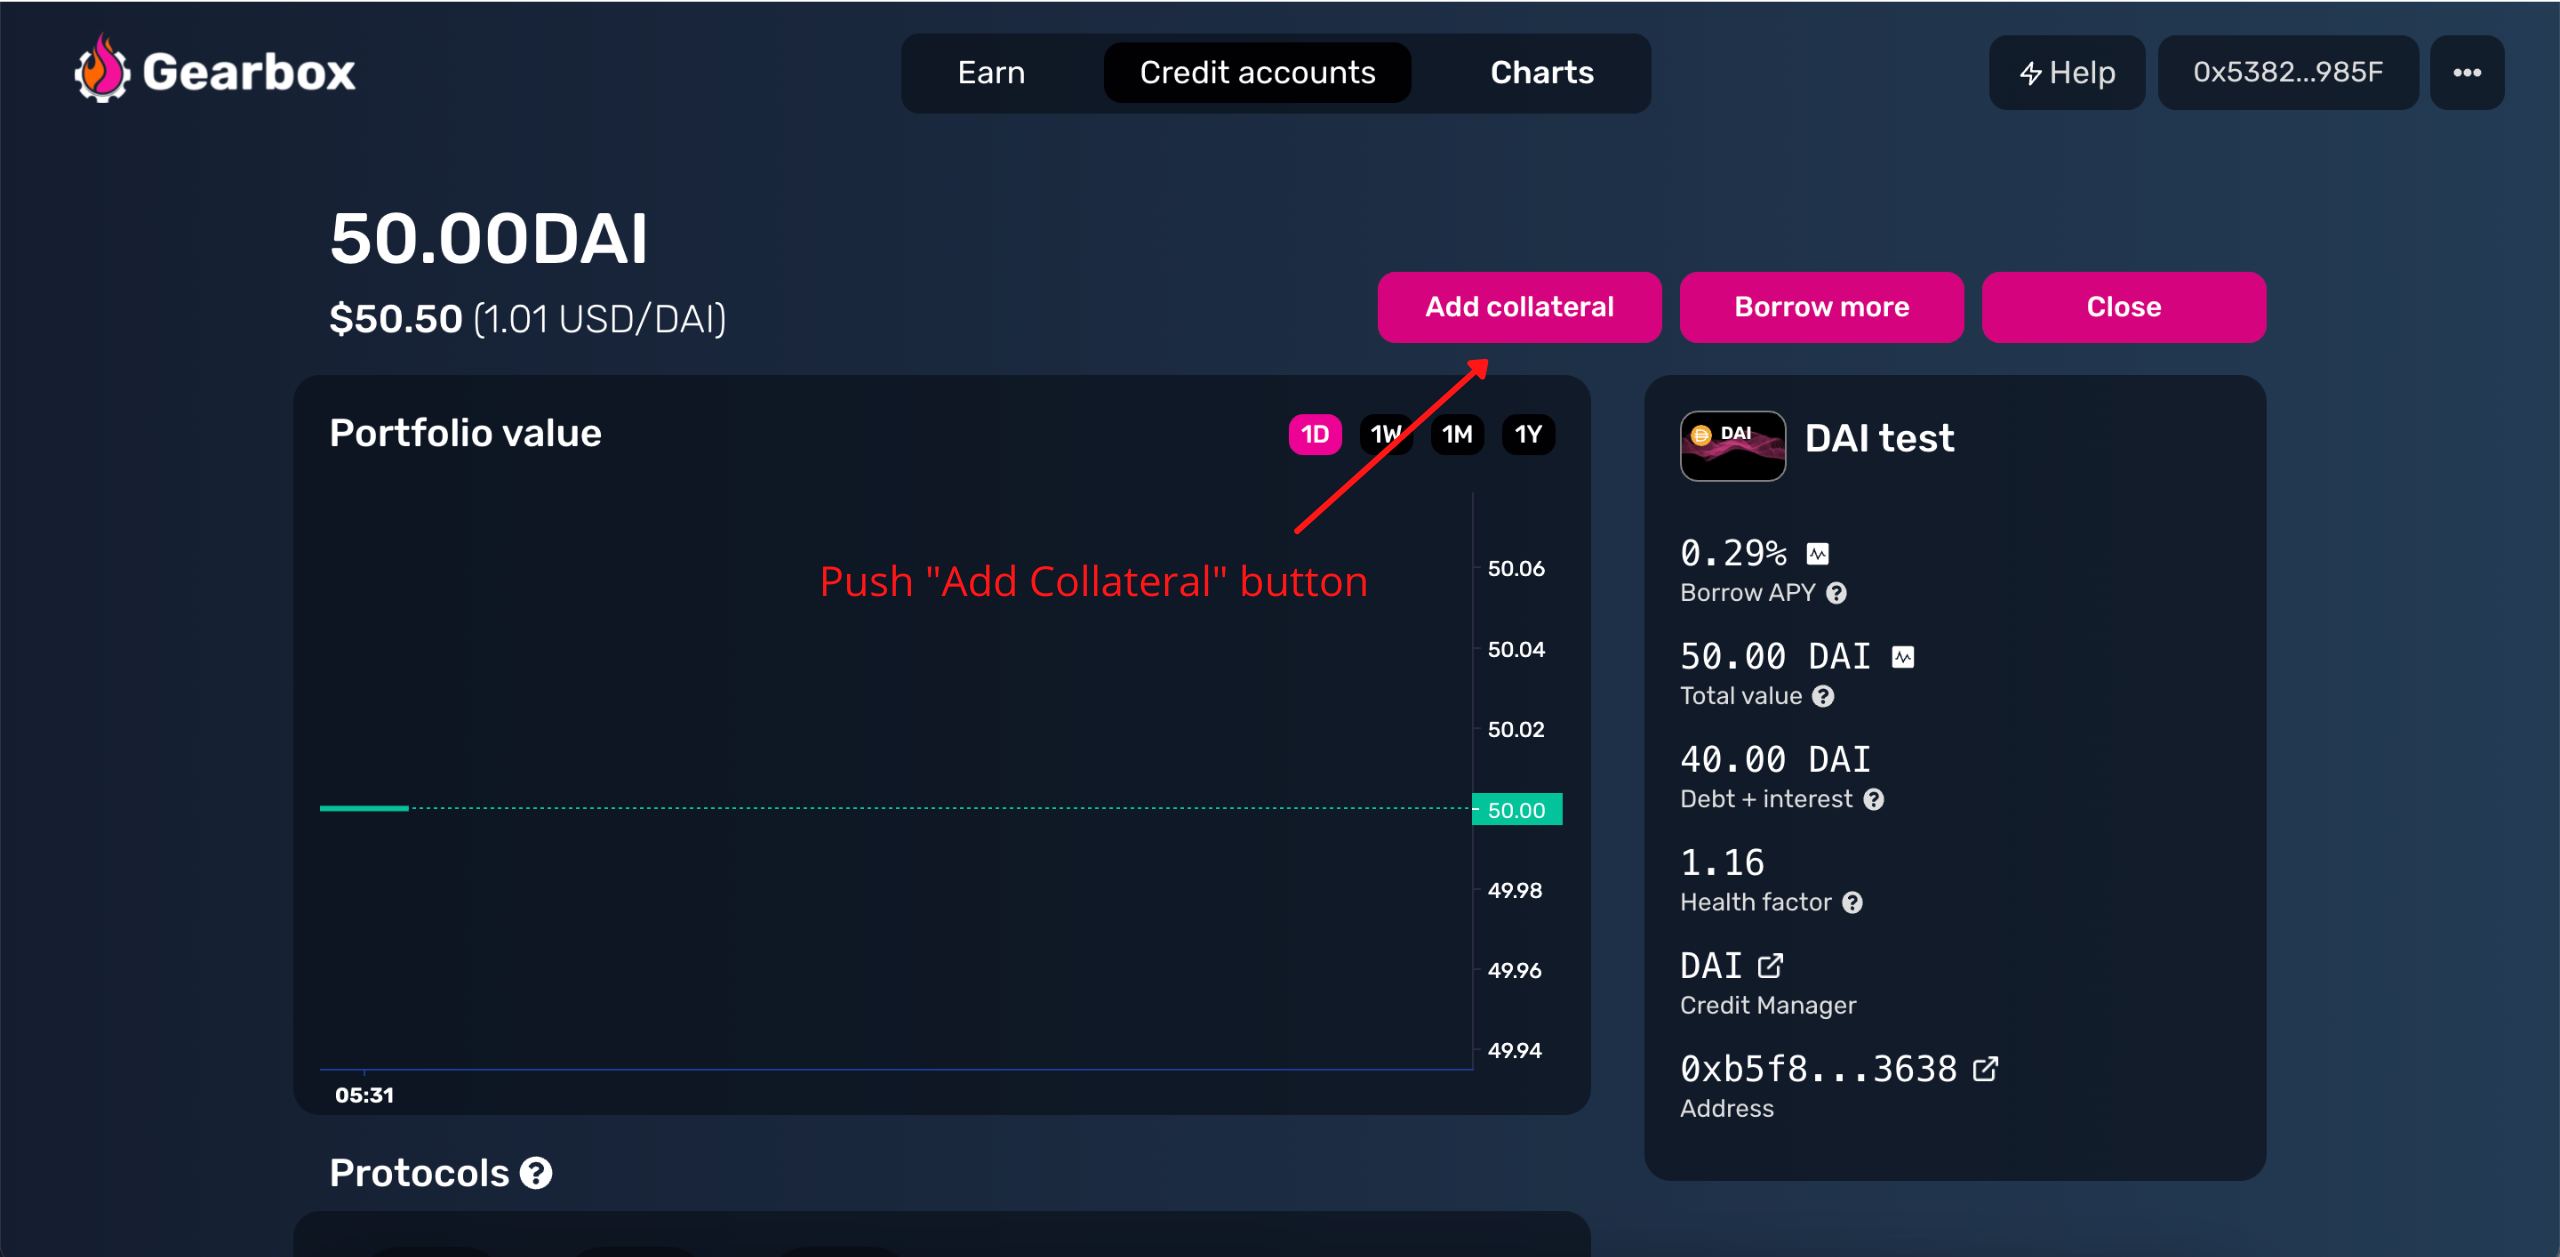 Gearbox
Earn
Credit accounts
Charts
Help
0x5382...985F
50.00DAI
$50.50 (1.01 USD/DAI)
Add collateral
Borrow more
Close
Portfolio value
1D
1W
1M
1Y
Push "Add Collateral" button
50.06
50.04
50.02
50.00
49.98
49.96
49.94
05:31
DAI
DAI test
0.29%
Borrow APY
50.00 DAI
Total value
40.00 DAI
Debt + interest
1.16
Health factor
DAI
Credit Manager
0xb5f8...3638
Address
Protocols